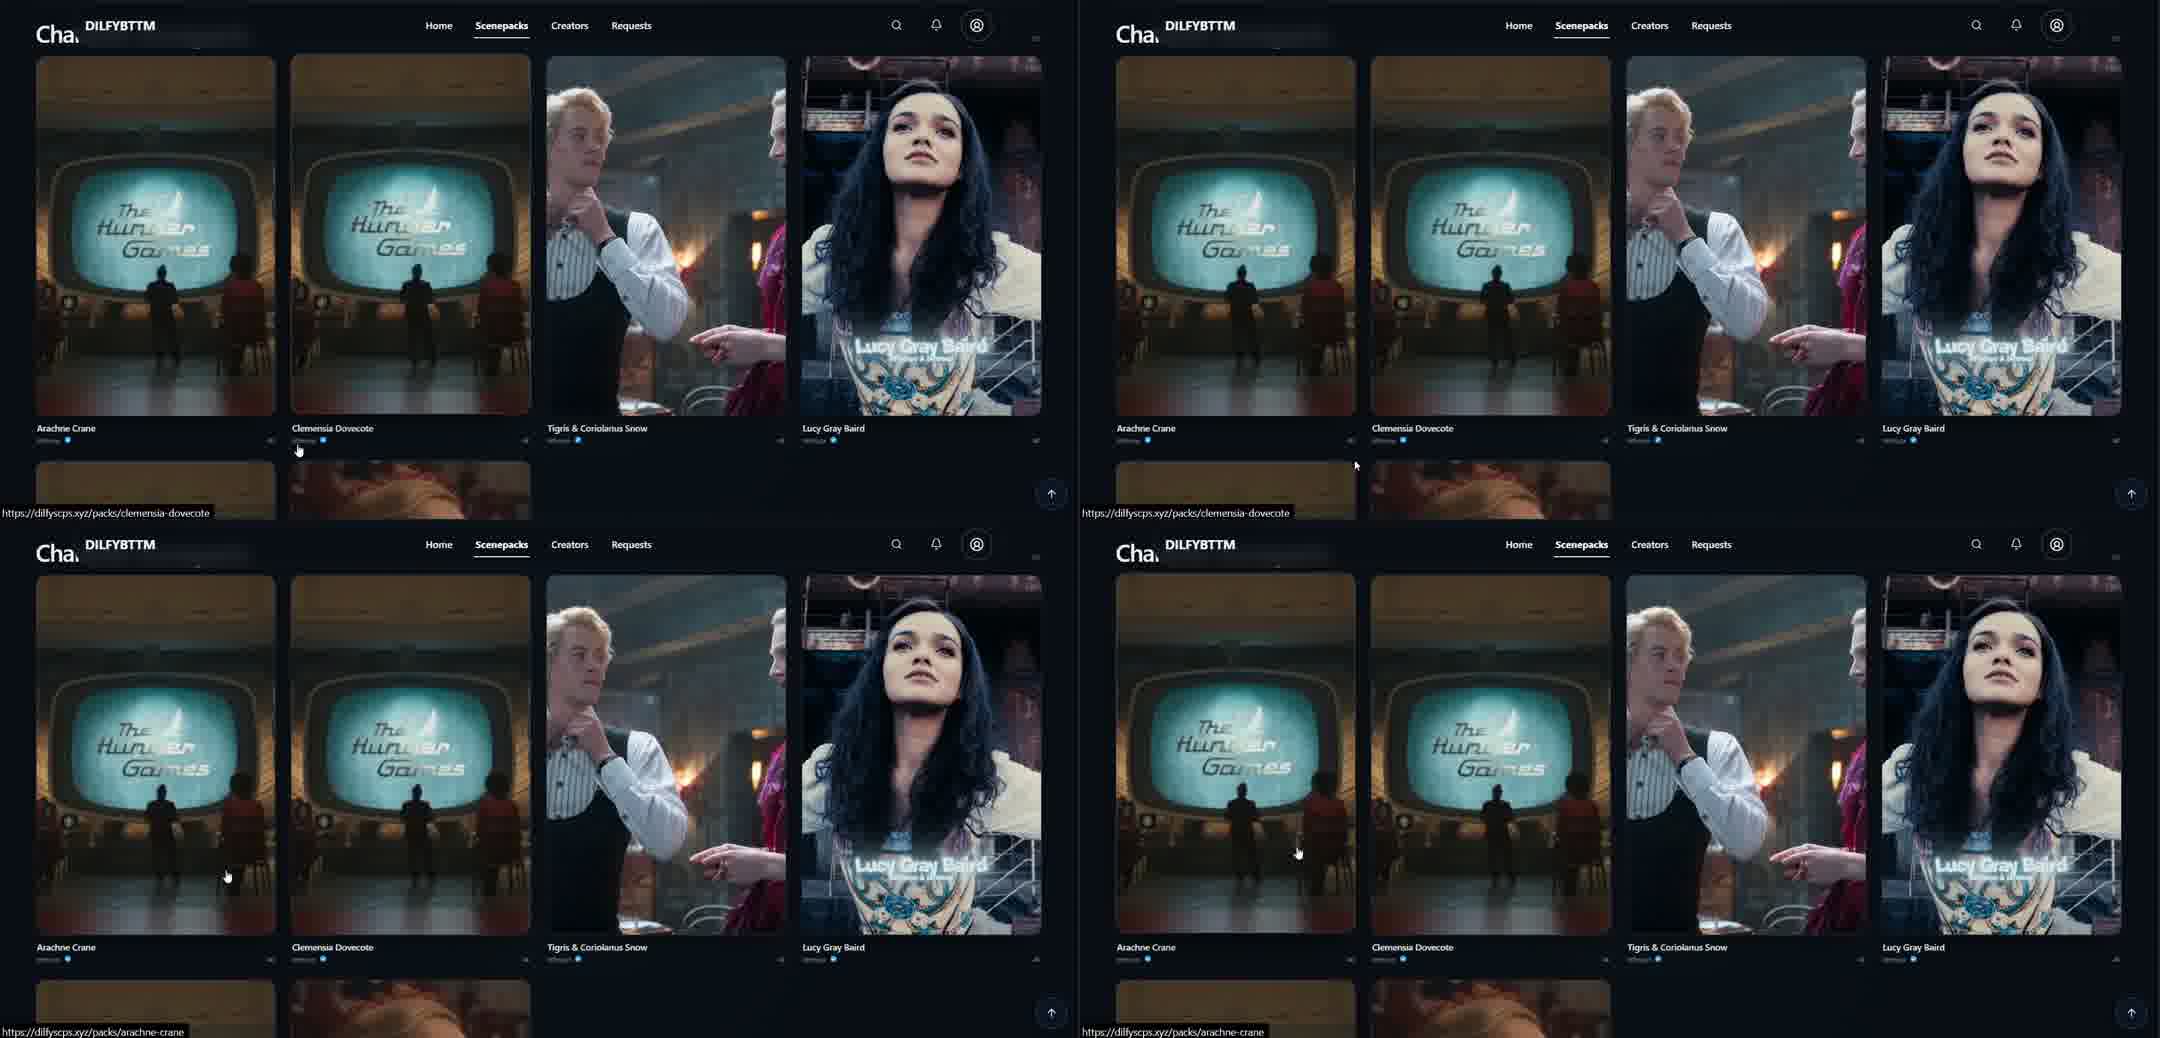 Cha
DILFYBTTM
Home Scenepacks Creators Requests
The
Hunger
Games
The
Hunger
Games
Lucy Gray Baird
Arachne Crane
Clemensia Dovecote
Tigris & Coriolanus Snow
Lucy Gray Baird
https://dilfyscps.xyz/packs/clemensia-dovecote
Cha
DILFYBTTM
Home Scenepacks Creators Requests
The
Hunger
Games
The
Hunger
Games
Lucy Gray Baird
Arachne Crane
Clemensia Dovecote
Tigris & Coriolanus Snow
Lucy Gray Baird
https://dilfyscps.xyz/packs/clemensia-dovecote
Cha
DILFYBTTM
Home Scenepacks Creators Requests
The
Hunger
Games
The
Hunger
Games
Lucy Gray Baird
Arachne Crane
Clemensia Dovecote
Tigris & Coriolanus Snow
Lucy Gray Baird
https://dilfyscps.xyz/packs/arachne-crane
Cha
DILFYBTTM
Home Scenepacks Creators Requests
The
Hunger
Games
The
Hunger
Games
Lucy Gray Baird
Arachne Crane
Clemensia Dovecote
Tigris & Coriolanus Snow
Lucy Gray Baird
https://dilfyscps.xyz/packs/arachne-crane